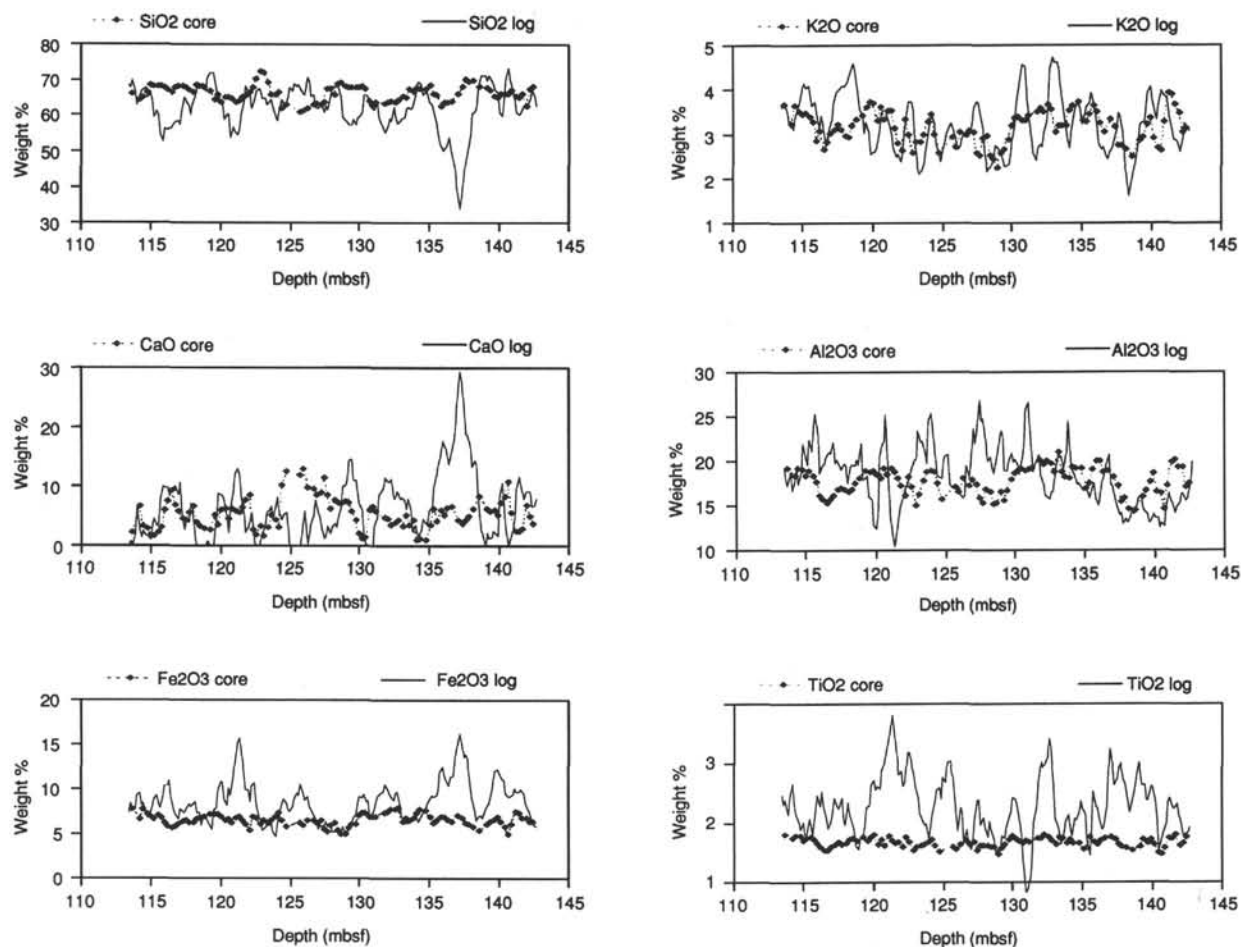 SiO2 core SiO2 log
80
70
60
50
40
30
Weight %
110 115 120 125 130 135 140 145
Depth (mbsf)
K2O core K2O log
5
4
3
2
1
Weight %
110 115 120 125 130 135 140 145
Depth (mbsf)
CaO core CaO log
30
20
10
0
Weight %
110 115 120 125 130 135 140 145
Depth (mbsf)
Al2O3 core Al2O3 log
30
25
20
15
10
Weight %
110 115 120 125 130 135 140 145
Depth (mbsf)
Fe2O3 core Fe2O3 log
20
15
10
5
0
Weight %
110 115 120 125 130 135 140 145
Depth (mbsf)
TiO2 core TiO2 log
3
2
1
Weight %
110 115 120 125 130 135 140 145
Depth (mbsf)